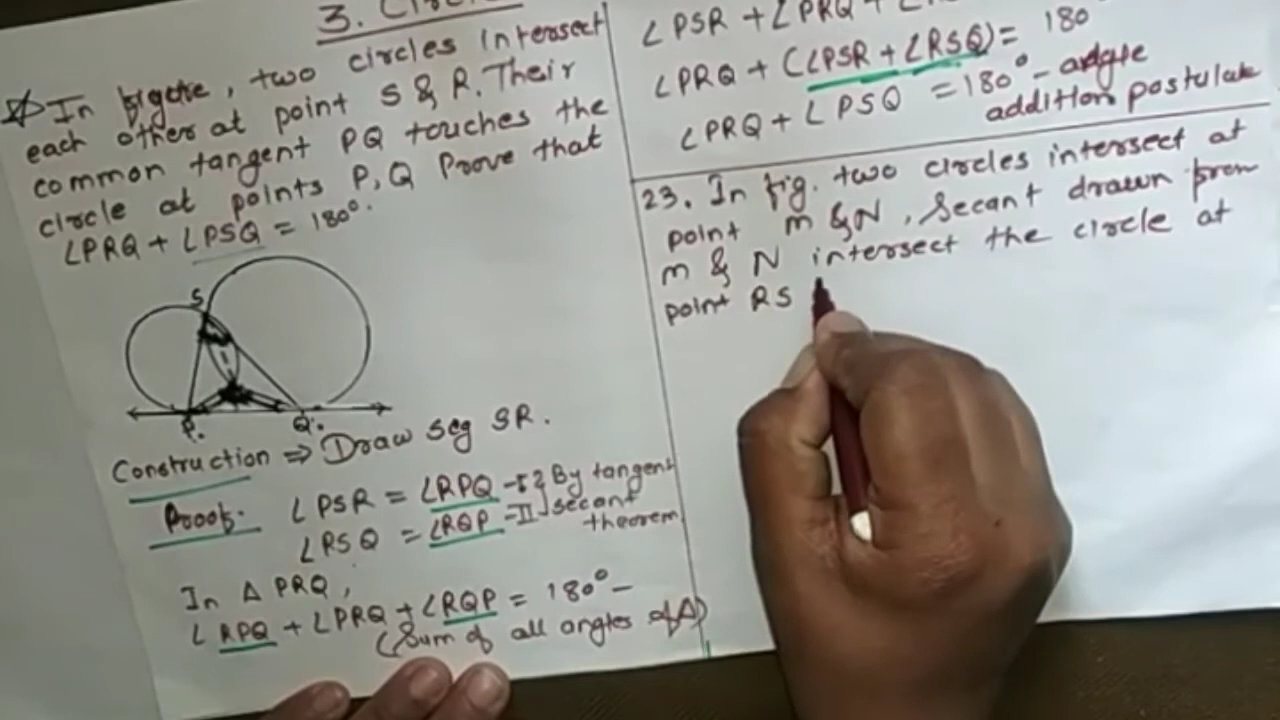 3. Circle
In figure, two circles intersect
each other at point S & R. Their
common tangent PQ touches the
circle at points P, Q Prove that
∠PRQ + ∠PSQ = 180°.
S
P. Q.
Construction ⇒ Draw seg SR.
Proof- ∠PSR = ∠RPQ -I } By tangent
∠RSQ = ∠RQP -II } secant
theorem
In Δ PRQ,
∠RPQ + ∠PRQ + ∠RQP = 180° -
(Sum of all angles of Δ)
∠PSR + ∠PRQ +
∠PRQ + (∠PSR + ∠RSQ) = 180
∠PRQ + ∠PSQ = 180° - angle
addition postulate
23. In fig. two circles intersect at
point m & N, Secant drawn from
m & N intersect the circle at
point RS